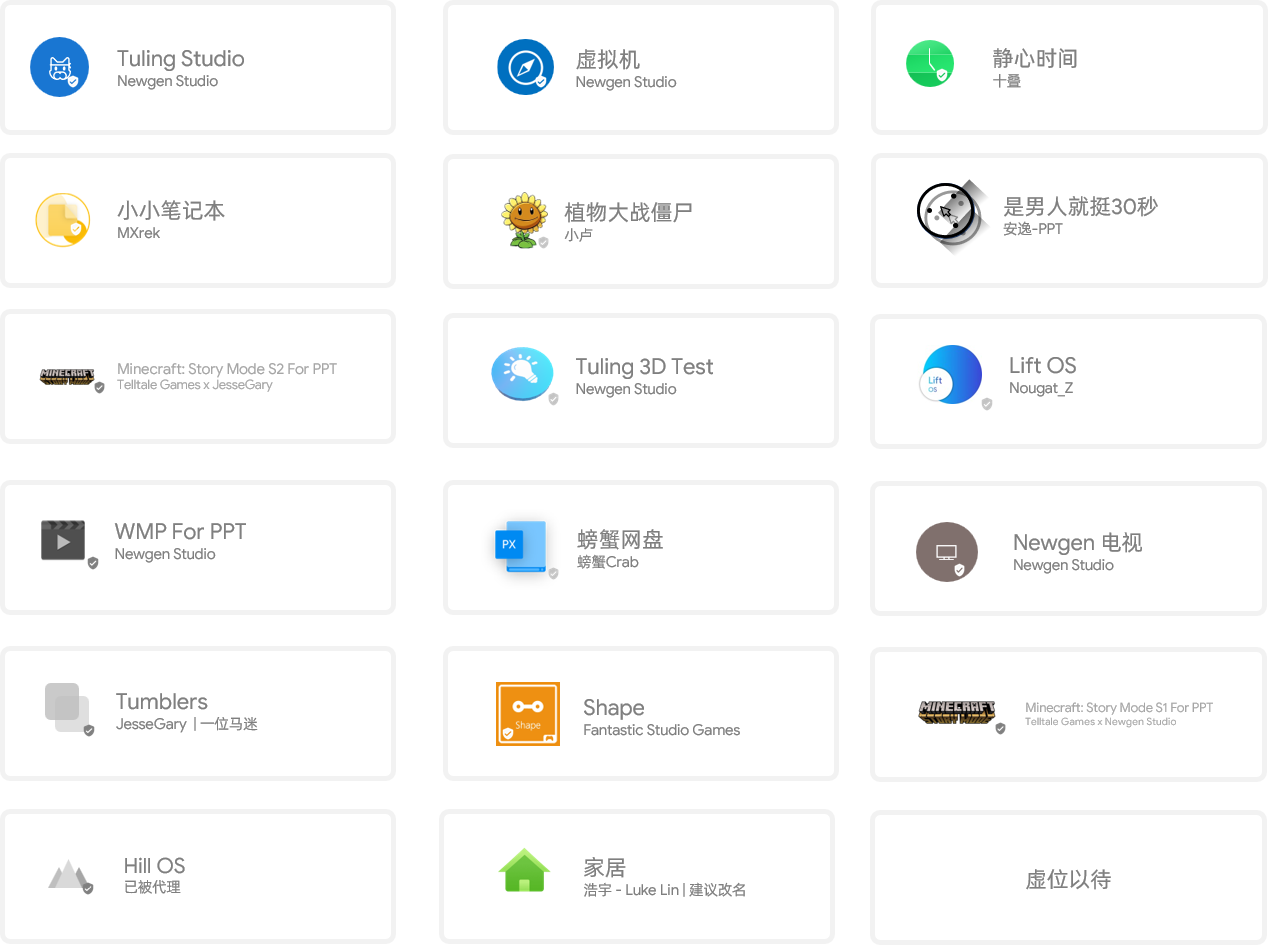 Tuling Studio
Newgen Studio
虚拟机
Newgen Studio
静心时间
十叠
小小笔记本
MXrek
植物大战僵尸
小卢
是男人就挺30秒
安逸-PPT
MINECRAFT
STORY MODE
Minecraft: Story Mode S2 For PPT
Telltale Games x JesseGary
Tuling 3D Test
Newgen Studio
Lift
OS
Lift OS
Nougat_Z
WMP For PPT
Newgen Studio
PX
螃蟹网盘
螃蟹Crab
Newgen 电视
Newgen Studio
Tumblers
JesseGary | 一位马迷
Shape
Shape
Fantastic Studio Games
MINECRAFT
STORY MODE
Minecraft: Story Mode S1 For PPT
Telltale Games x Newgen Studio
Hill OS
已被代理
家居
浩宇 - Luke Lin | 建议改名
虚位以待